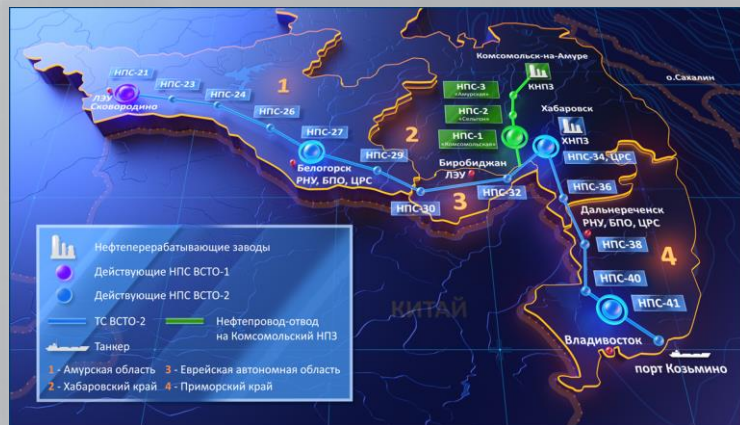 Комсомольск-на-Амуре
КНПЗ
о.Сахалин
НПС-21
НПС-23
НПС-24
НПС-26
НПС-27
НПС-29
НПС-30
НПС-32
НПС-3
«Амурская»
НПС-2
«Сельгон»
НПС-1
«Комсомольская»
Хабаровск
ХНПЗ
НПС-34, ЦРС
НПС-36
НПС-38
НПС-40
НПС-41
ЛЭУ
Сковородино
1
2
3
4
Белогорск
РНУ, БПО, ЦРС
Биробиджан
ЛЭУ
Дальнереченск
РНУ, БПО, ЦРС
КИТАЙ
Владивосток
порт Козьмино
Нефтеперерабатывающие заводы
Действующие НПС ВСТО-1
Действующие НПС ВСТО-2
ТС ВСТО-2
Нефтепровод-отвод
на Комсомольский НПЗ
Танкер
1 - Амурская область
3 - Еврейская автономная область
2 - Хабаровский край
4 - Приморский край